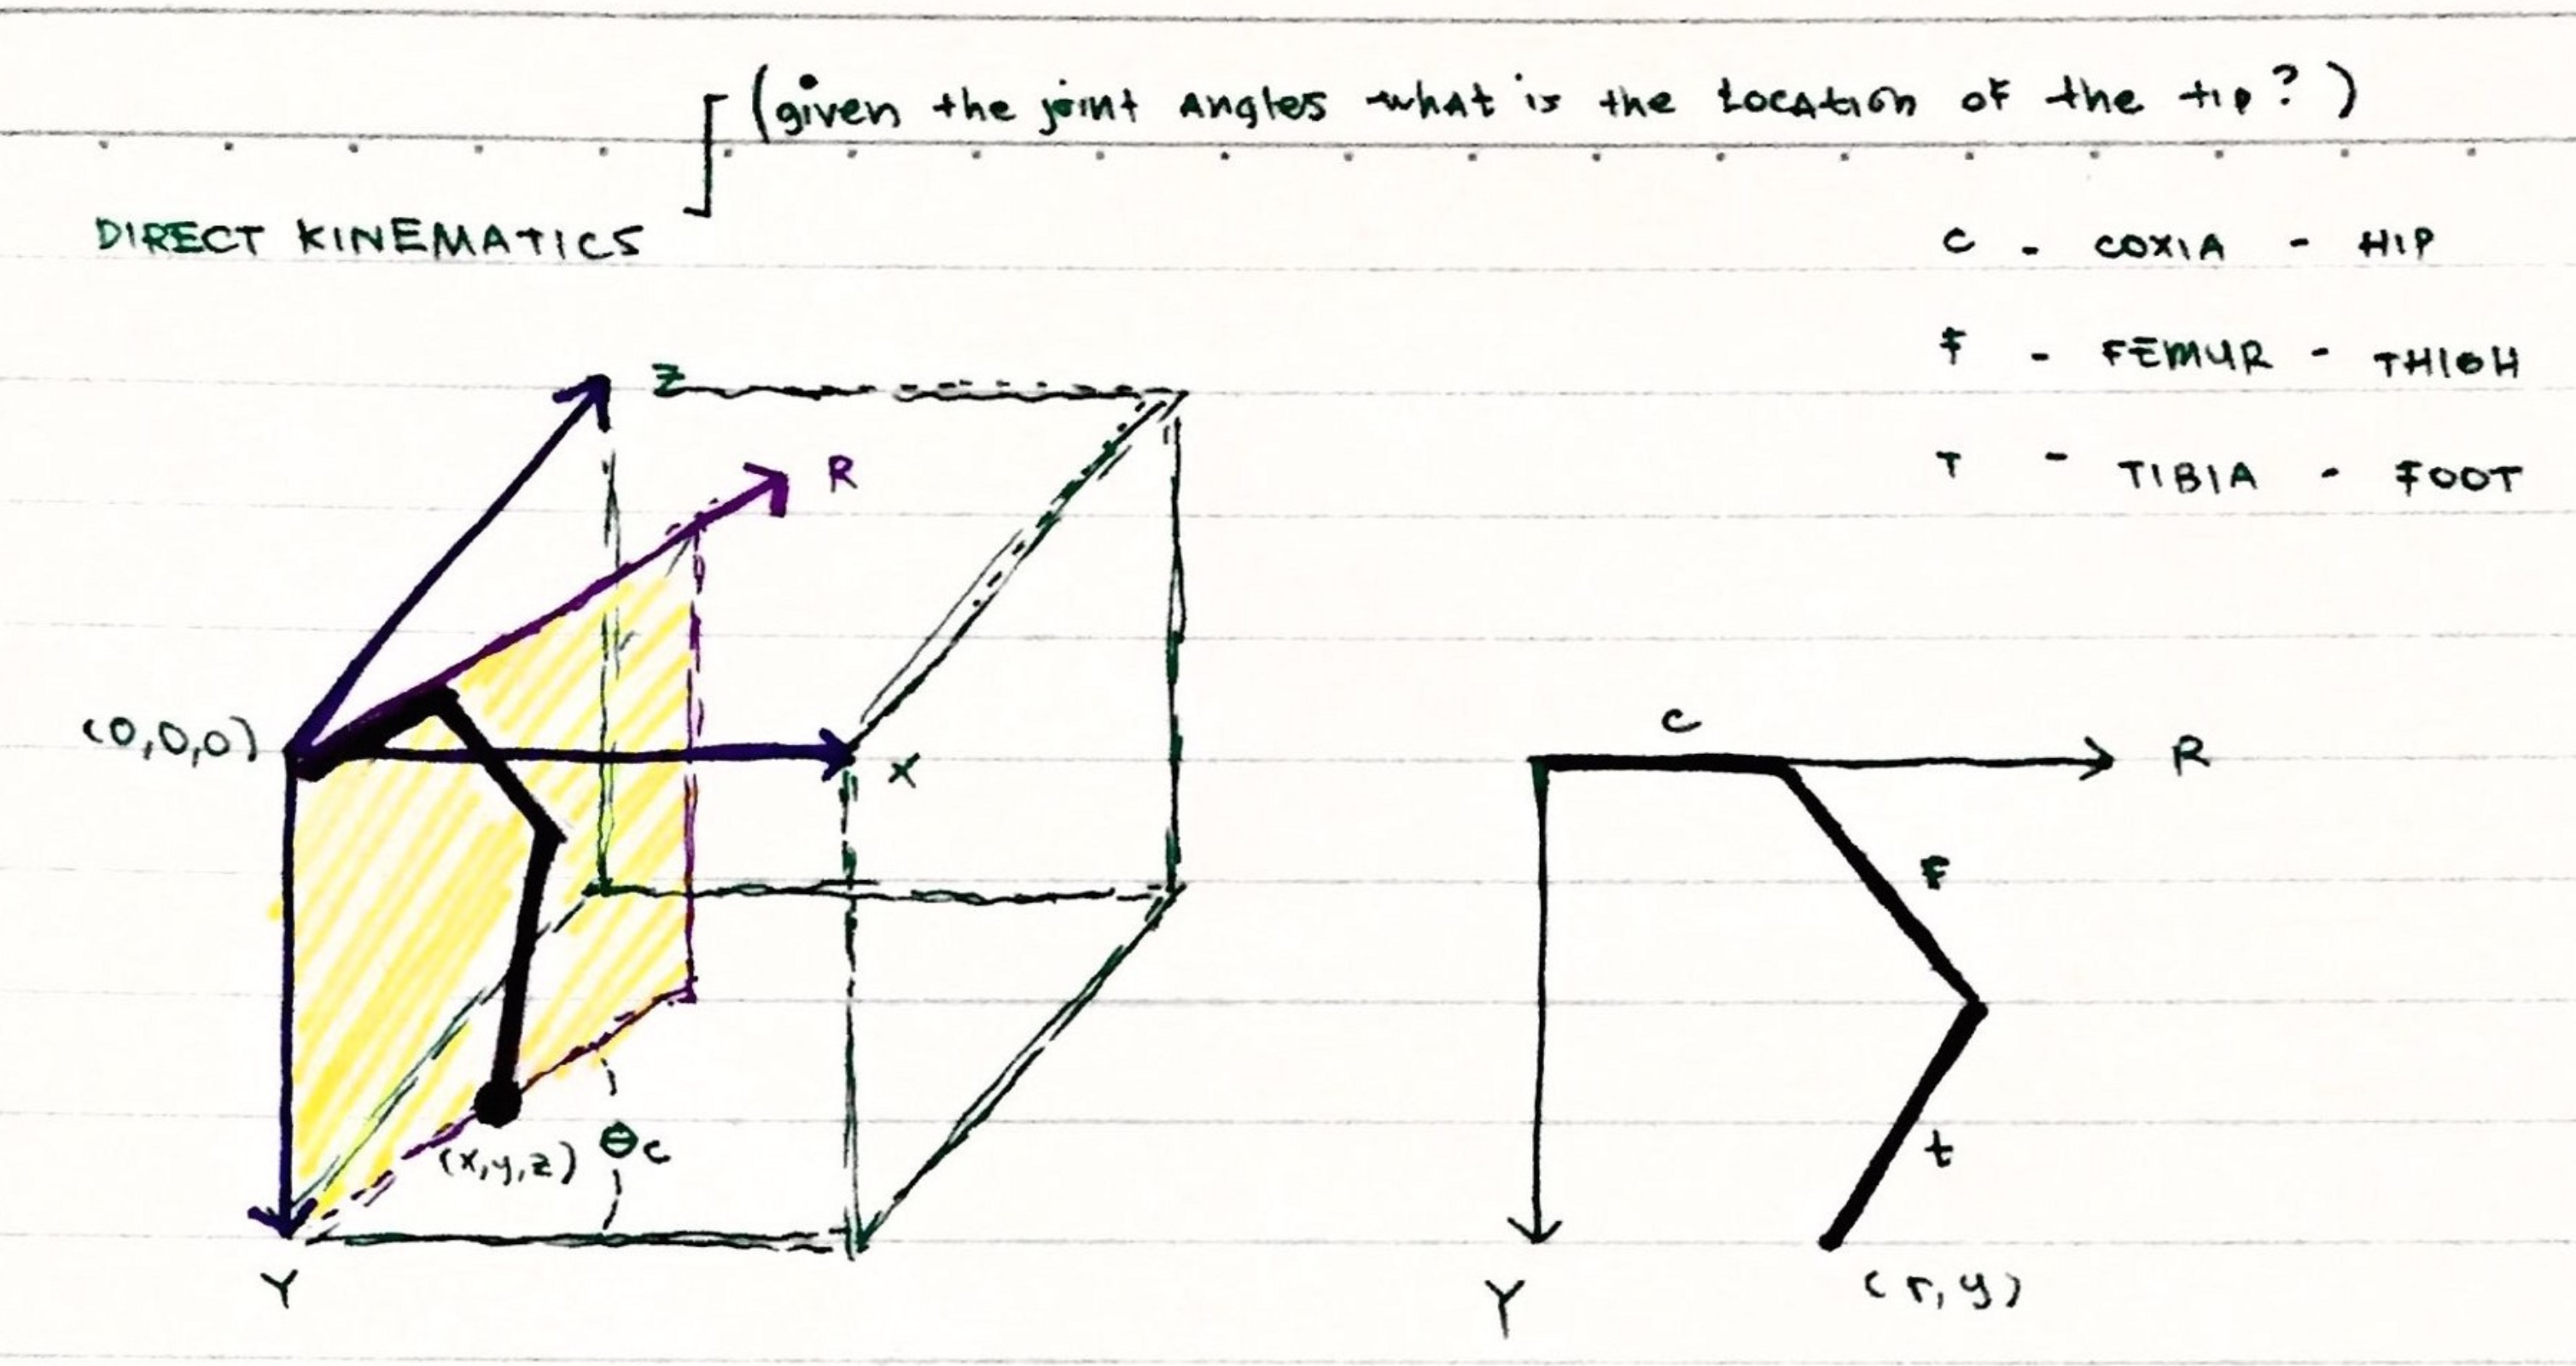 (given the joint Angles what is the Location of the tip?)
DIRECT KINEMATICS
C - COXIA - HIP
F - FEMUR - THIGH
T - TIBIA - FOOT
Z
R
(0,0,0)
X
(x,y,z)
θc
Y
C
R
F
t
(r,y)
Y